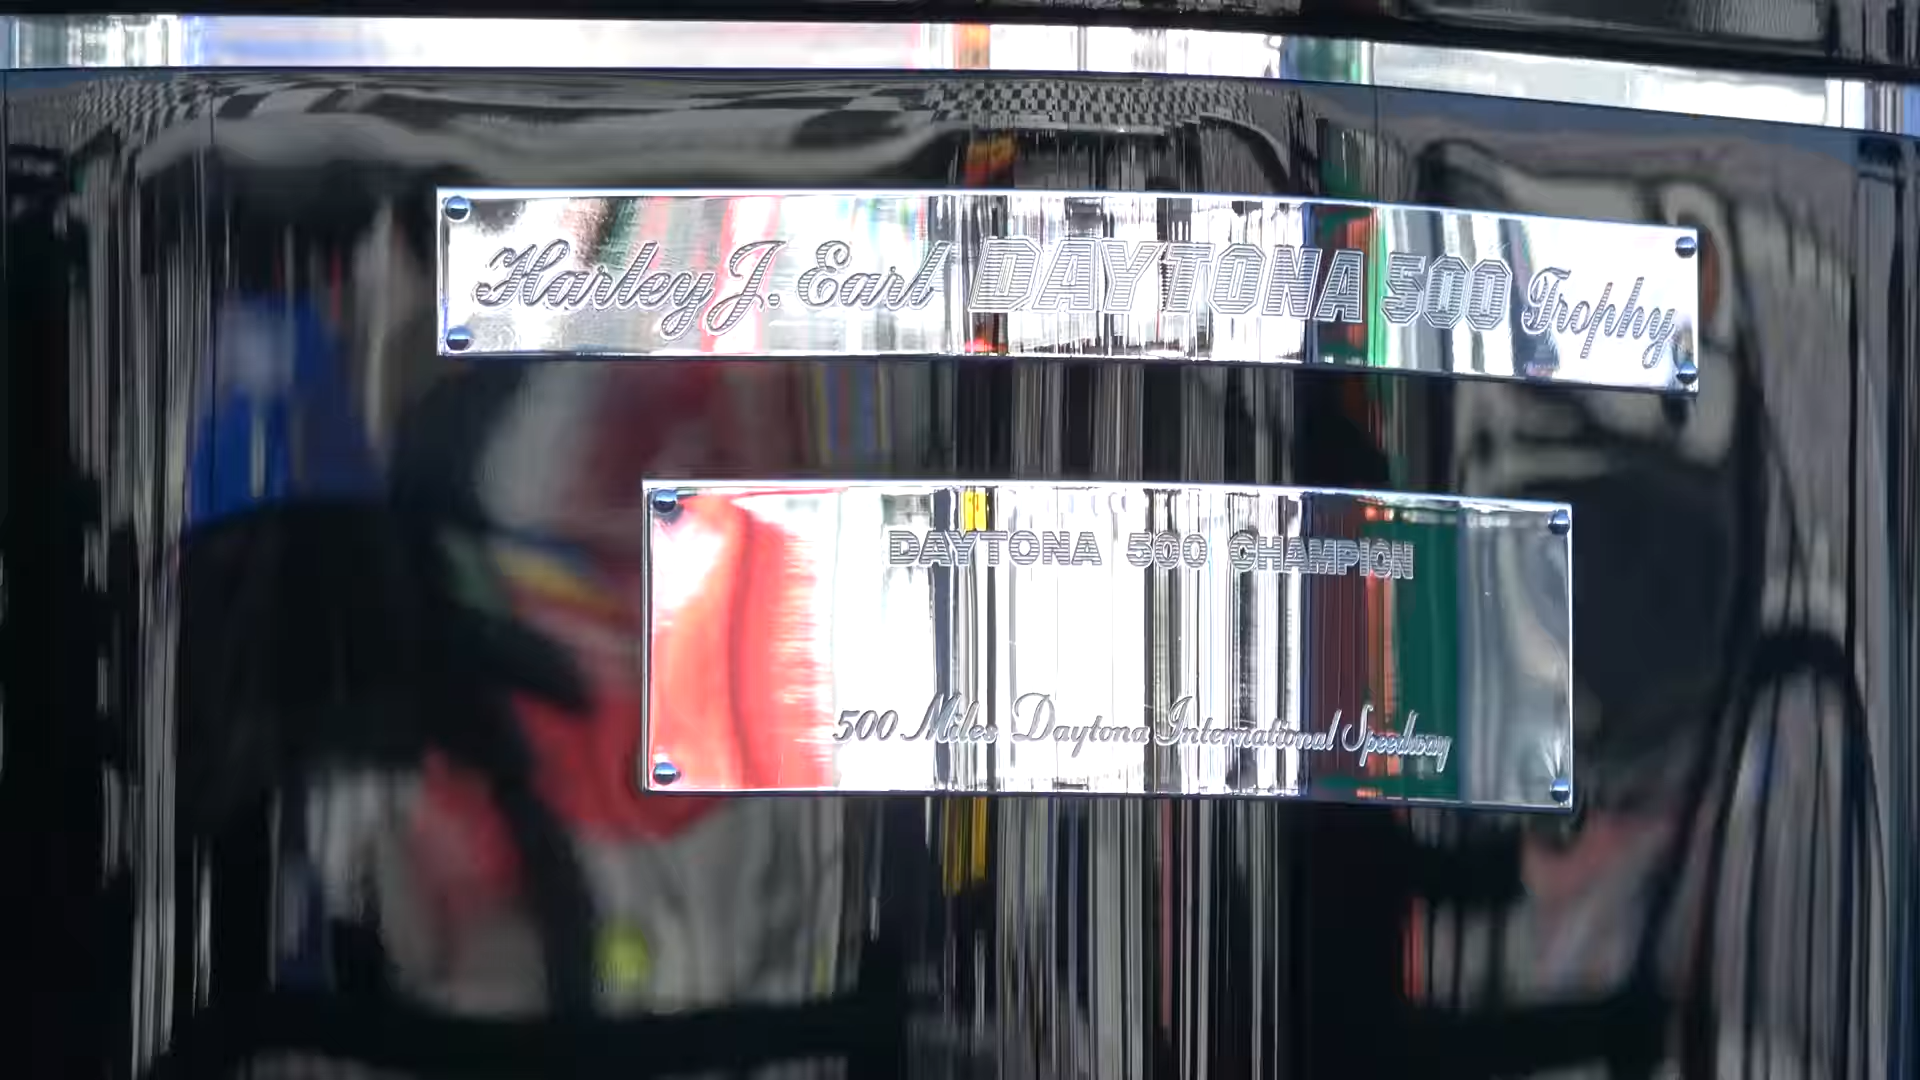 Harley J. Earl DAYTONA 500 Trophy
DAYTONA 500 CHAMPION
500 Miles Daytona International Speedway